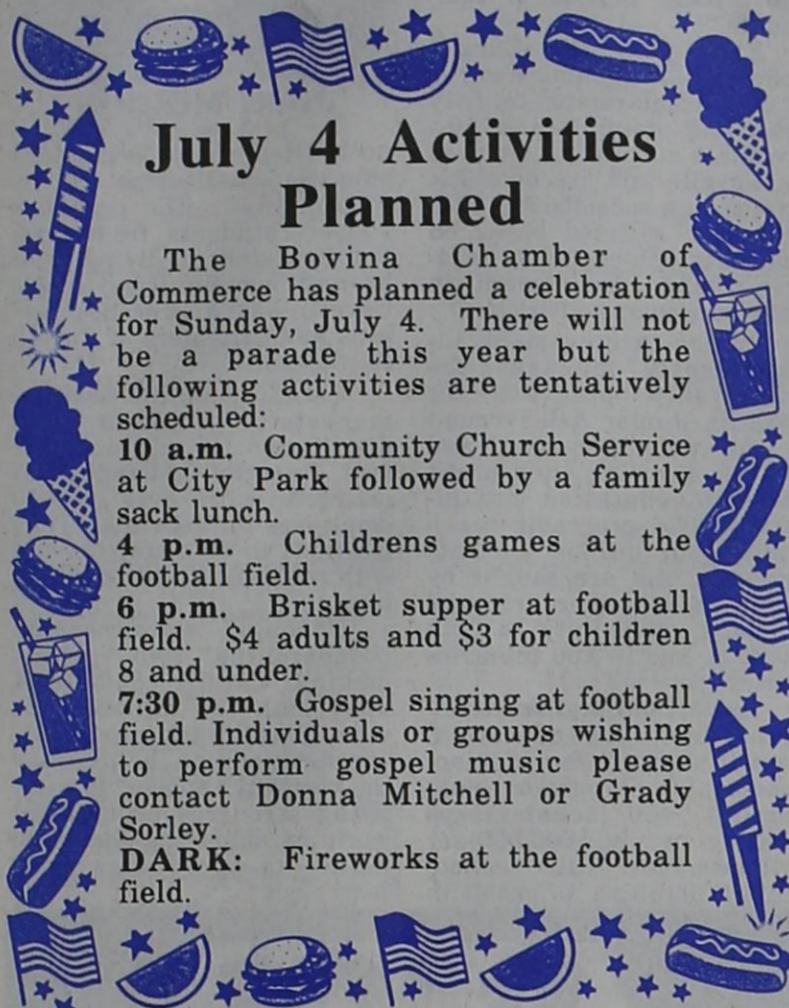 July 4 Activities
Planned
The Bovina Chamber of
Commerce has planned a celebration
for Sunday, July 4. There will not
be a parade this year but the
following activities are tentatively
scheduled:
10 a.m. Community Church Service
at City Park followed by a family
sack lunch.
4 p.m. Childrens games at the
football field.
6 p.m. Brisket supper at football
field. $4 adults and $3 for children
8 and under.
7:30 p.m. Gospel singing at football
field. Individuals or groups wishing
to perform gospel music please
contact Donna Mitchell or Grady
Sorley.
DARK: Fireworks at the football
field.